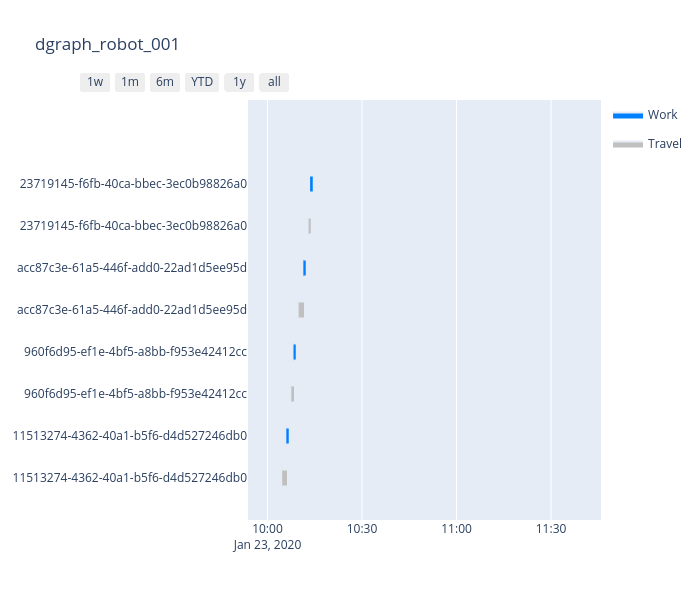 dgraph_robot_001
1w 1m 6m YTD 1y all
Work
Travel
23719145-f6fb-40ca-bbec-3ec0b98826a0
23719145-f6fb-40ca-bbec-3ec0b98826a0
acc87c3e-61a5-446f-add0-22ad1d5ee95d
acc87c3e-61a5-446f-add0-22ad1d5ee95d
960f6d95-ef1e-4bf5-a8bb-f953e42412cc
960f6d95-ef1e-4bf5-a8bb-f953e42412cc
11513274-4362-40a1-b5f6-d4d527246db0
11513274-4362-40a1-b5f6-d4d527246db0
10:00 10:30 11:00 11:30
Jan 23, 2020